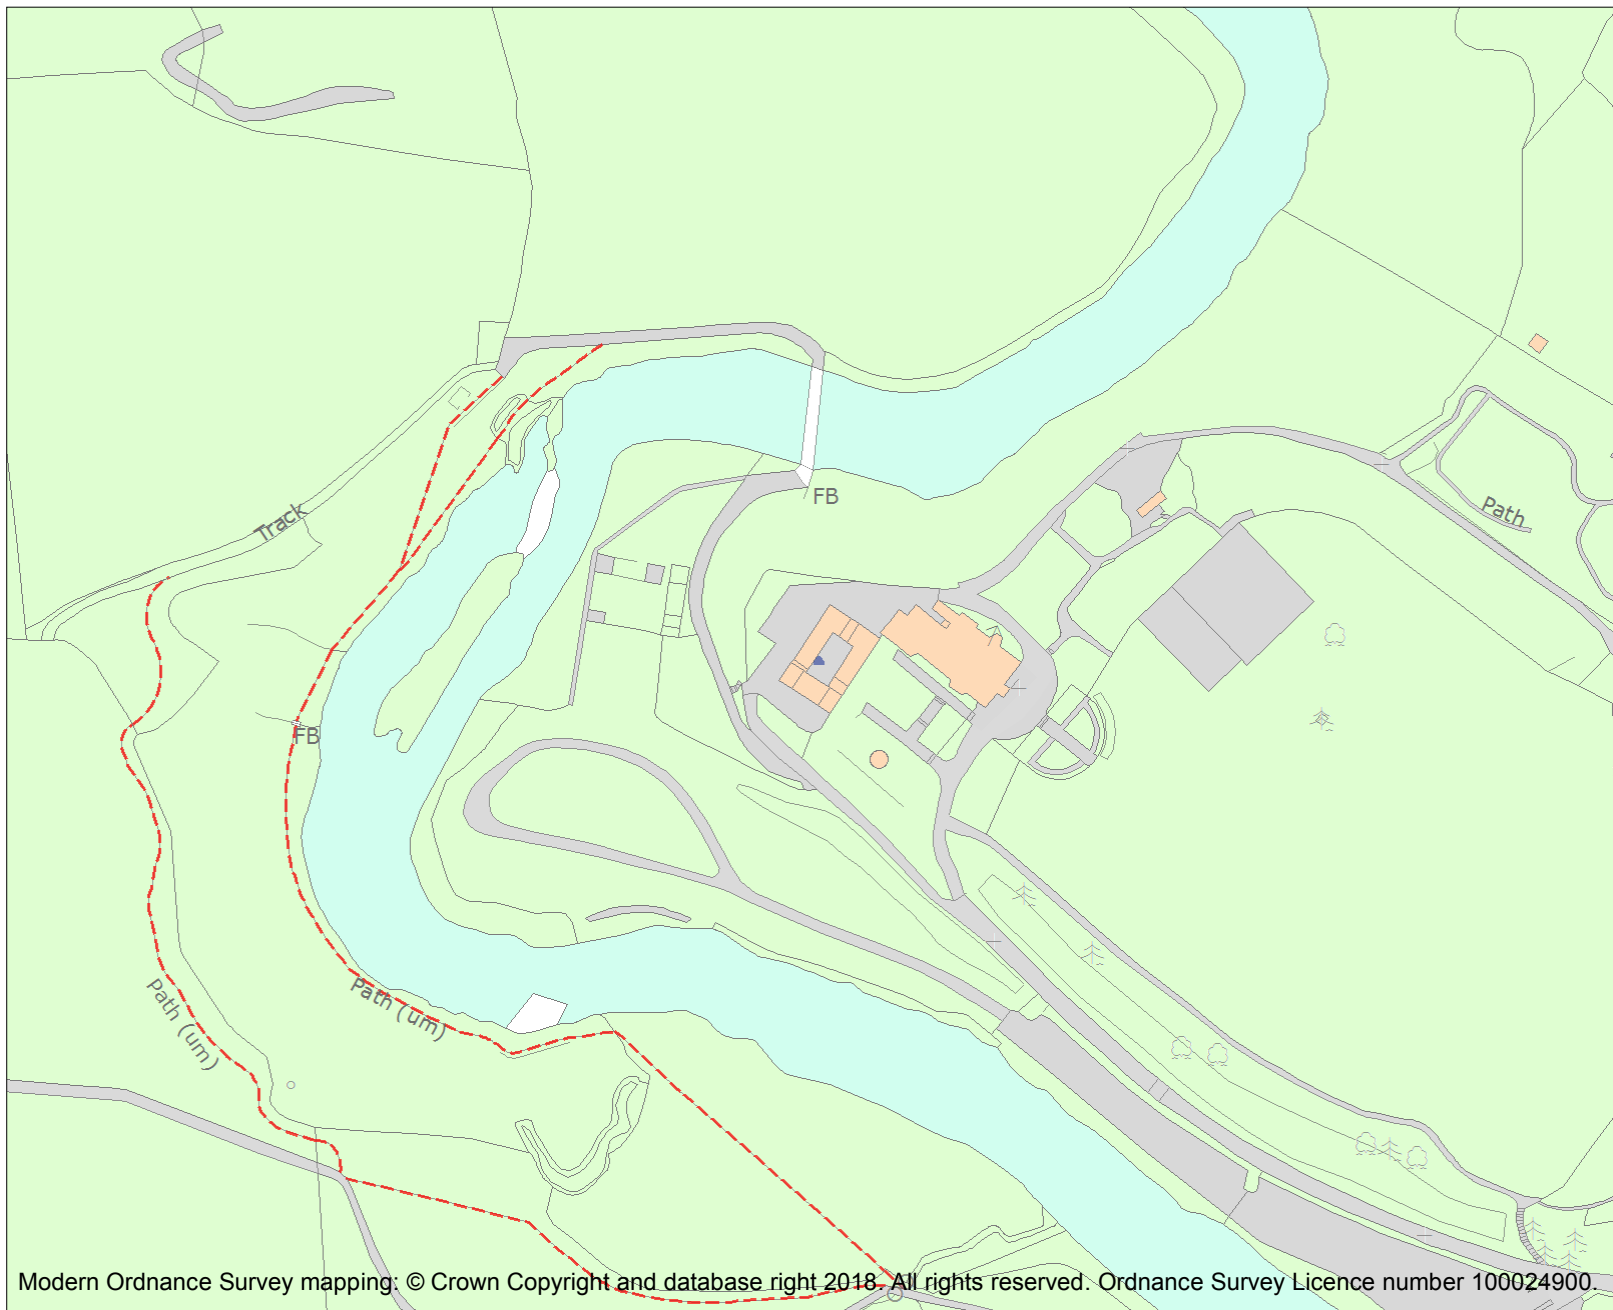 FB
Path
Track
FB
Path (um)
Path (um)
Modern Ordnance Survey mapping: © Crown Copyright and database right 2018. All rights reserved. Ordnance Survey Licence number 100024900.